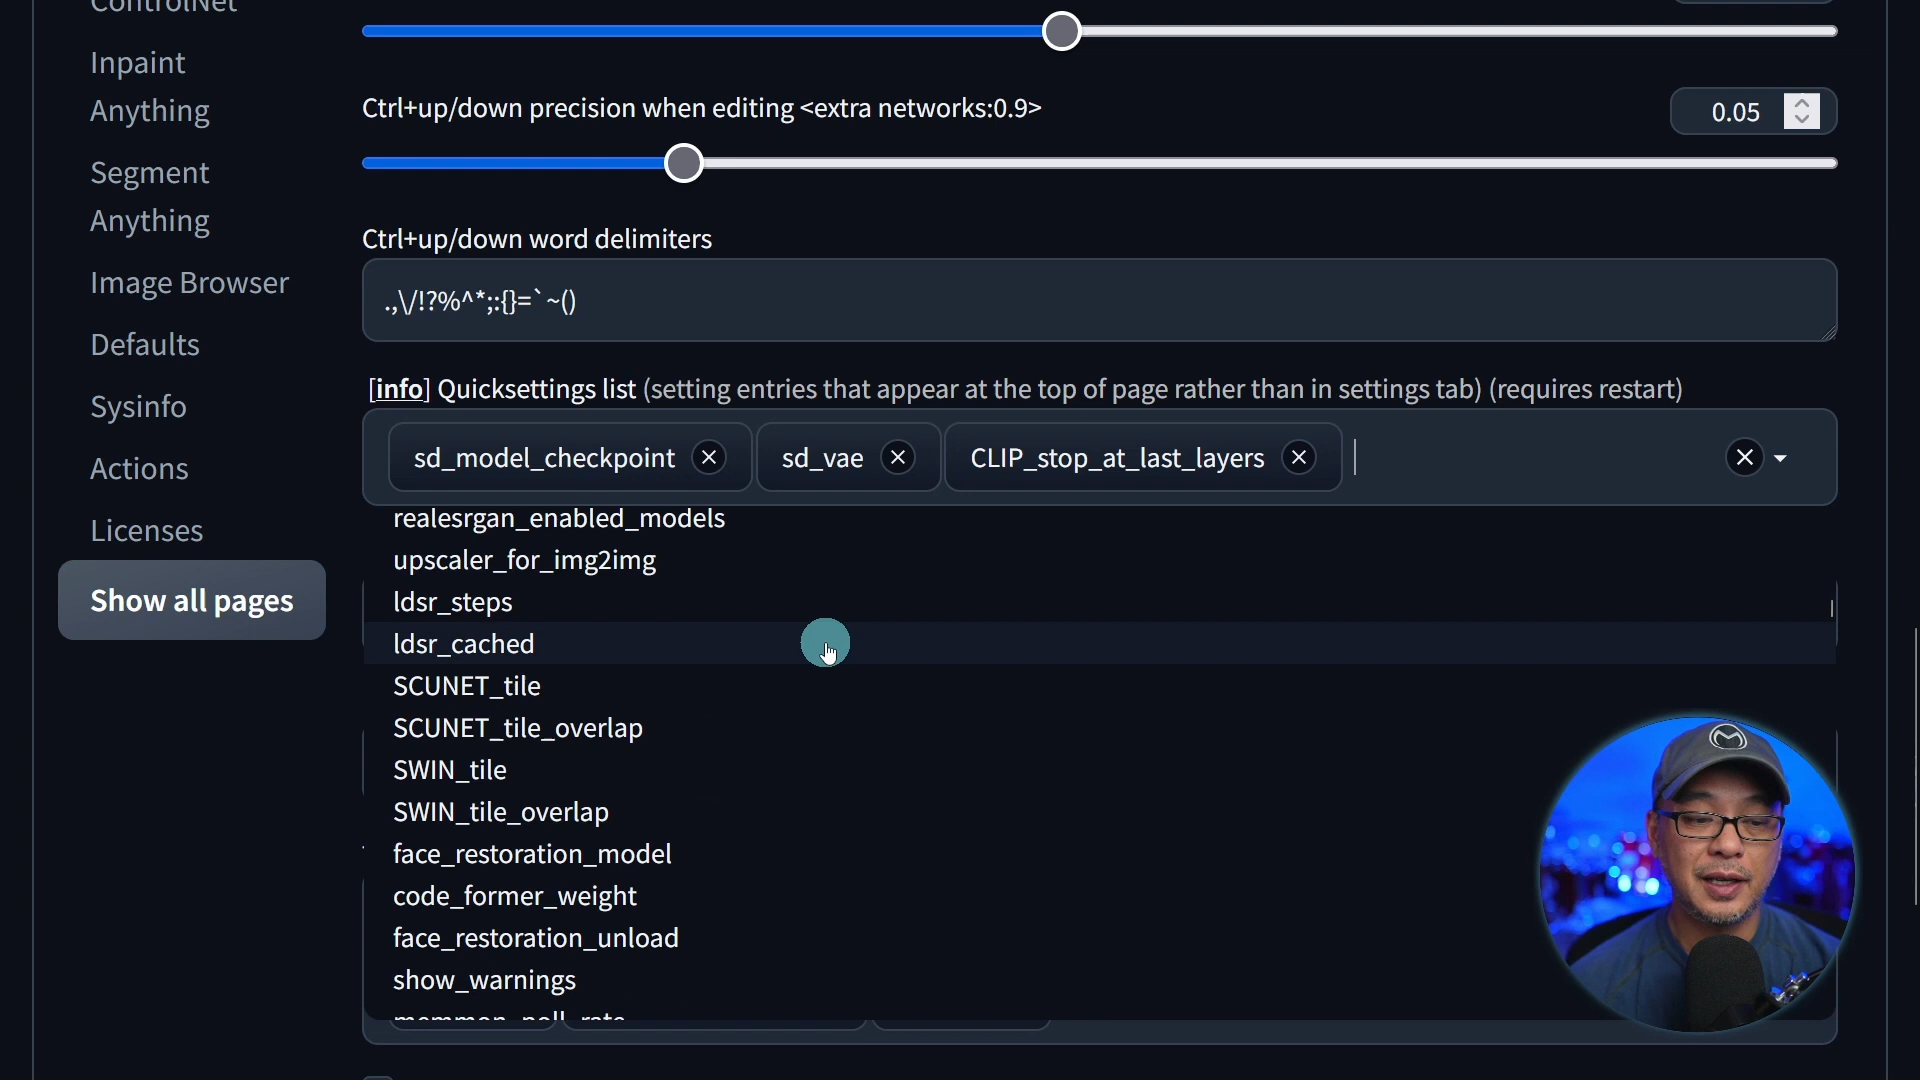 ControlNet
Inpaint
Anything
Segment
Anything
Image Browser
Defaults
Sysinfo
Actions
Licenses
Show all pages
Ctrl+up/down precision when editing <extra networks:0.9>
0.05
Ctrl+up/down word delimiters
.,\/!?%^*;:{}=`~()
[info] Quicksettings list (setting entries that appear at the top of page rather than in settings tab) (requires restart)
sd_model_checkpoint
sd_vae
CLIP_stop_at_last_layers
realesrgan_enabled_models
upscaler_for_img2img
ldsr_steps
ldsr_cached
SCUNET_tile
SCUNET_tile_overlap
SWIN_tile
SWIN_tile_overlap
face_restoration_model
code_former_weight
face_restoration_unload
show_warnings
memmon_poll_rate